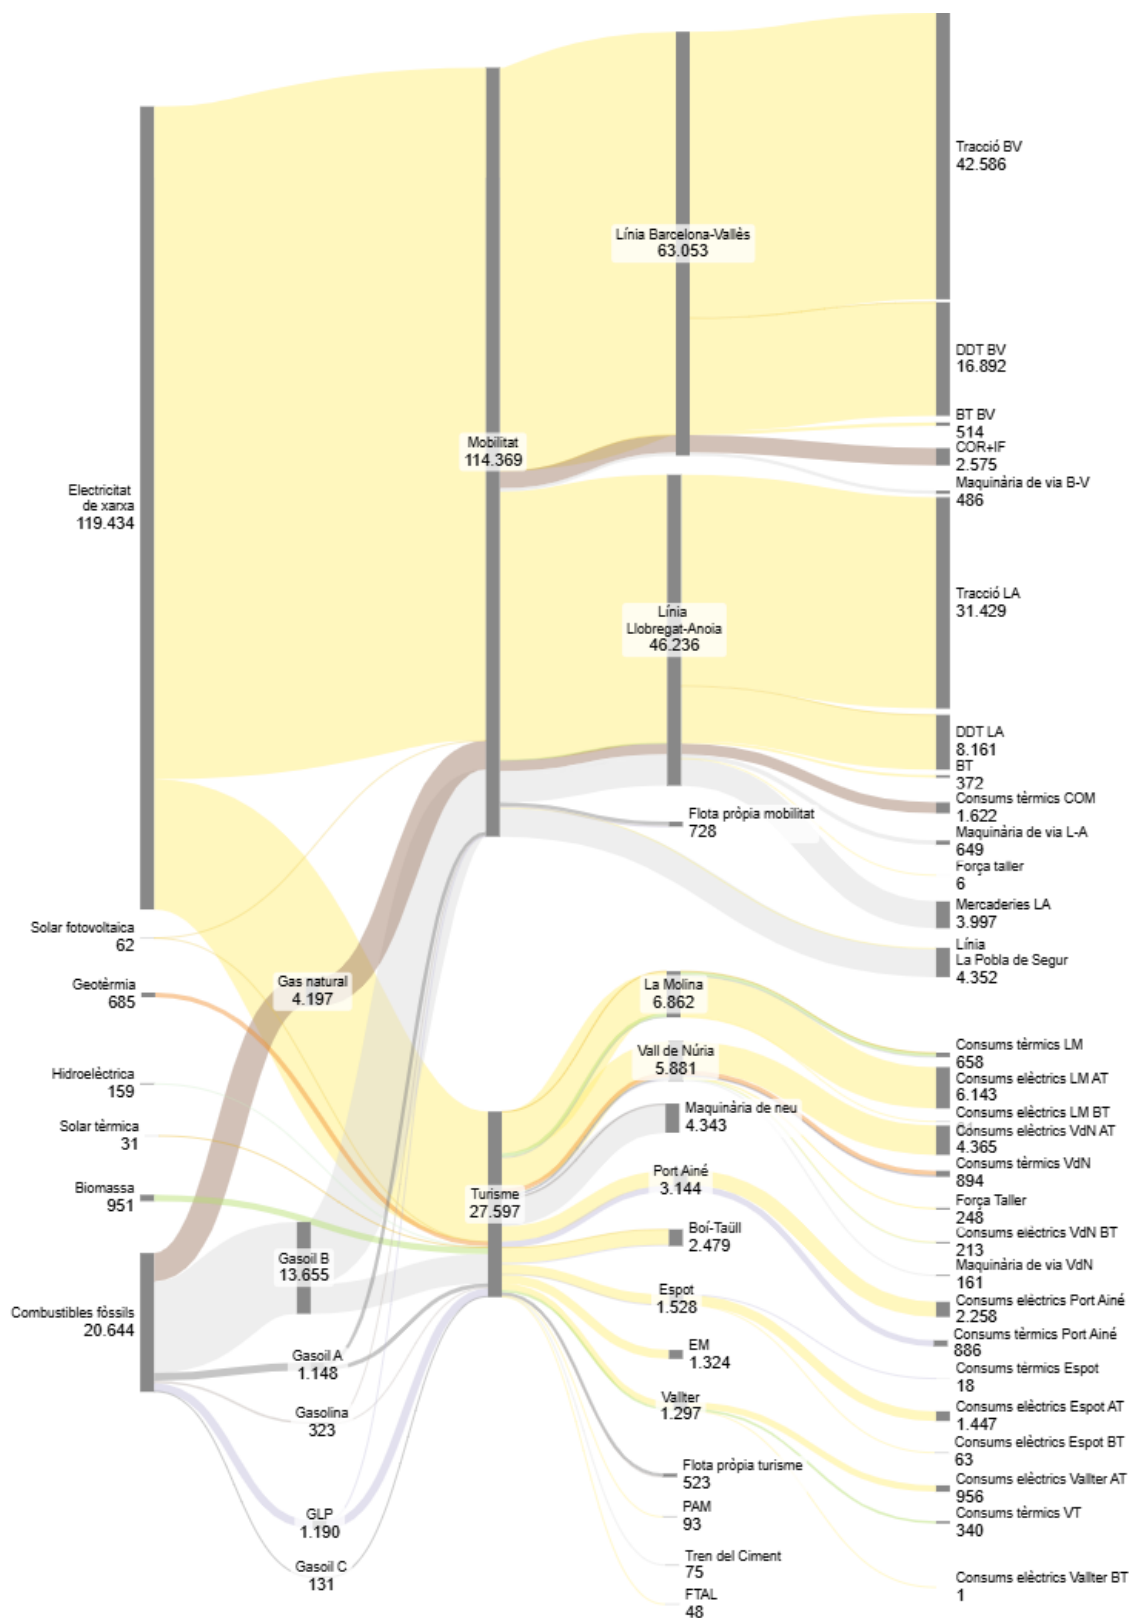 Electricitat
de xarxa
119.434
Solar fotovoltaica
62
Geotèrmia
685
Hidroelèctrica
159
Solar tèrmica
31
Biomassa
951
Combustibles fòssils
20.644
Gas natural
4.197
Gasoil B
13.655
Gasoil A
1.148
Gasolina
323
GLP
1.190
Gasoil C
131
Mobilitat
114.369
Turisme
27.597
Línia Barcelona-Vallès
63.053
Línia
Llobregat-Anoia
46.236
Flota pròpia mobilitat
728
La Molina
6.862
Vall de Núria
5.881
Maquinària de neu
4.343
Port Ainé
3.144
Boí-Taüll
2.479
Espot
1.528
EM
1.324
Vallter
1.297
Flota pròpia turisme
523
PAM
93
Tren del Ciment
75
FTAL
48
Tracció BV
42.586
DDT BV
16.892
BT BV
514
COR+IF
2.575
Maquinària de via B-V
486
Tracció LA
31.429
DDT LA
8.161
BT
372
Consums tèrmics COM
1.622
Maquinària de via L-A
649
Força taller
6
Mercaderies LA
3.997
Línia
La Pobla de Segur
4.352
Consums tèrmics LM
658
Consums elèctrics LM AT
6.143
Consums elèctrics LM BT
Consums elèctrics VdN AT
4.365
Consums tèrmics VdN
894
Força Taller
248
Consums elèctrics VdN BT
213
Maquinària de via VdN
161
Consums elèctrics Port Ainé
2.258
Consums tèrmics Port Ainé
886
Consums tèrmics Espot
18
Consums elèctrics Espot AT
1.447
Consums elèctrics Espot BT
63
Consums elèctrics Vallter AT
956
Consums tèrmics VT
340
Consums elèctrics Vallter BT
1